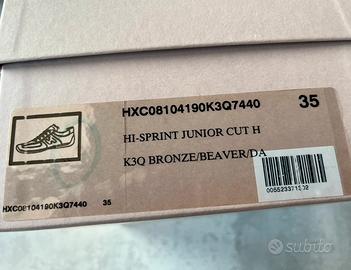 HXC08104190K3Q7440 35
HI-SPRINT JUNIOR CUT H
K3Q BRONZE/BEAVER/DA
HXC08104190K3Q7440 35
subito